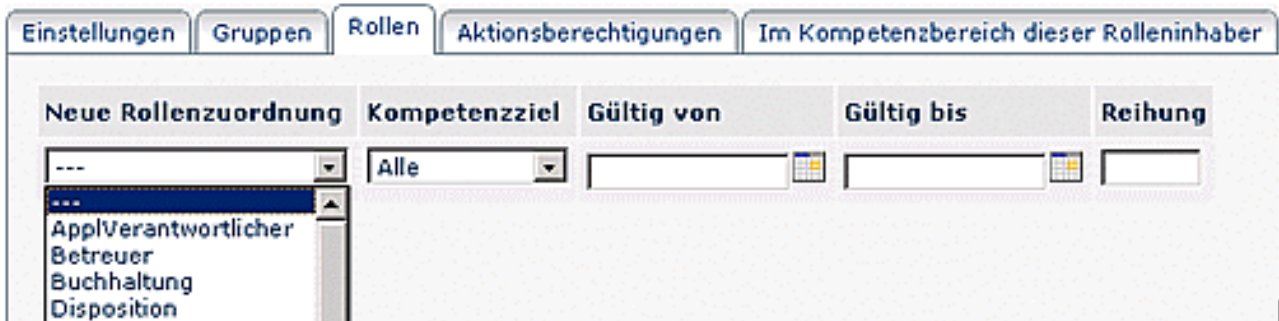 Einstellungen Gruppen Rollen Aktionsberechtigungen Im Kompetenzbereich dieser Rolleninhaber
Neue Rollenzuordnung Kompetenzziel Gültig von Gültig bis Reihung
--- Alle
---
ApplVerantwortlicher
Betreuer
Buchhaltung
Disposition